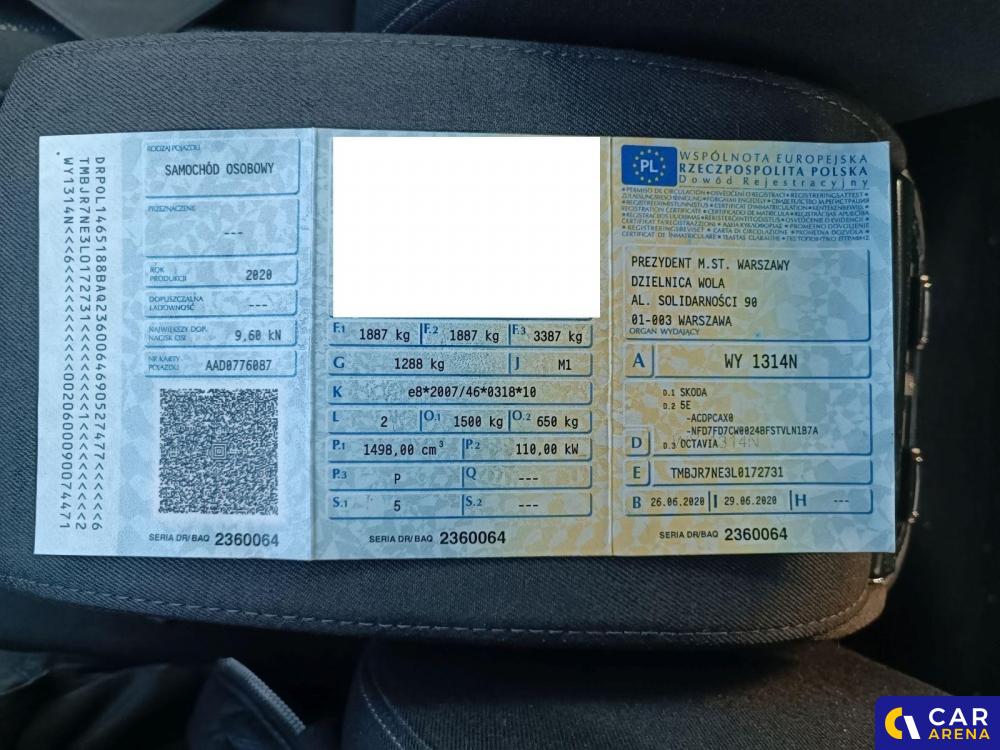 DRPOL1465188BAQ2360064690527477<<<<<<6
RODZAJ POJAZDU
SAMOCHÓD OSOBOWY
PRZEZNACZENIE
---
ROK PRODUKCJI 2020
DOPUSZCZALNA ŁADOWNOŚĆ ---
NAJWIĘKSZY DOP. NACISK OSI 9,60 kN
NR KARTY POJAZDU AAD0776087
SERIA DR/BAQ 2360064
F.1 1887 kg F.2 1887 kg F.3 3387 kg
G 1288 kg J M1
K e8*2007/46*0318*10
L 2 O.1 1500 kg O.2 650 kg
P.1 1498,00 cm³ P.2 110,00 kW
P.3 P Q ---
S.1 5 S.2 ---
SERIA DR/BAQ 2360064
PL
WSPÓLNOTA EUROPEJSKA
RZECZPOSPOLITA POLSKA
Dowód Rejestracyjny
PREZYDENT M.ST. WARSZAWY
DZIELNICA WOLA
AL. SOLIDARNOŚCI 90
01-003 WARSZAWA
ORGAN WYDAJĄCY
A WY 1314N
D.1 SKODA
D.2 5E
-ACDPCAX0
-NFD7FD7CW0024BFSTVLN1B7A
D D.3 OCTAVIA
E TMBJR7NE3L0172731
B 26.06.2020 I 29.06.2020 H ---
SERIA DR/BAQ 2360064
CAR
ARENA